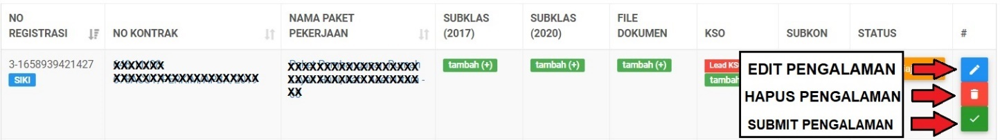 NO REGISTRASI
NO KONTRAK
NAMA PAKET PEKERJAAN
SUBKLAS (2017)
SUBKLAS (2020)
FILE DOKUMEN
KSO
SUBKON
STATUS
#
3-1658939421427
SIKI
tambah (+)
tambah (+)
tambah (+)
Lead
tambah
EDIT PENGALAMAN
HAPUS PENGALAMAN
SUBMIT PENGALAMAN